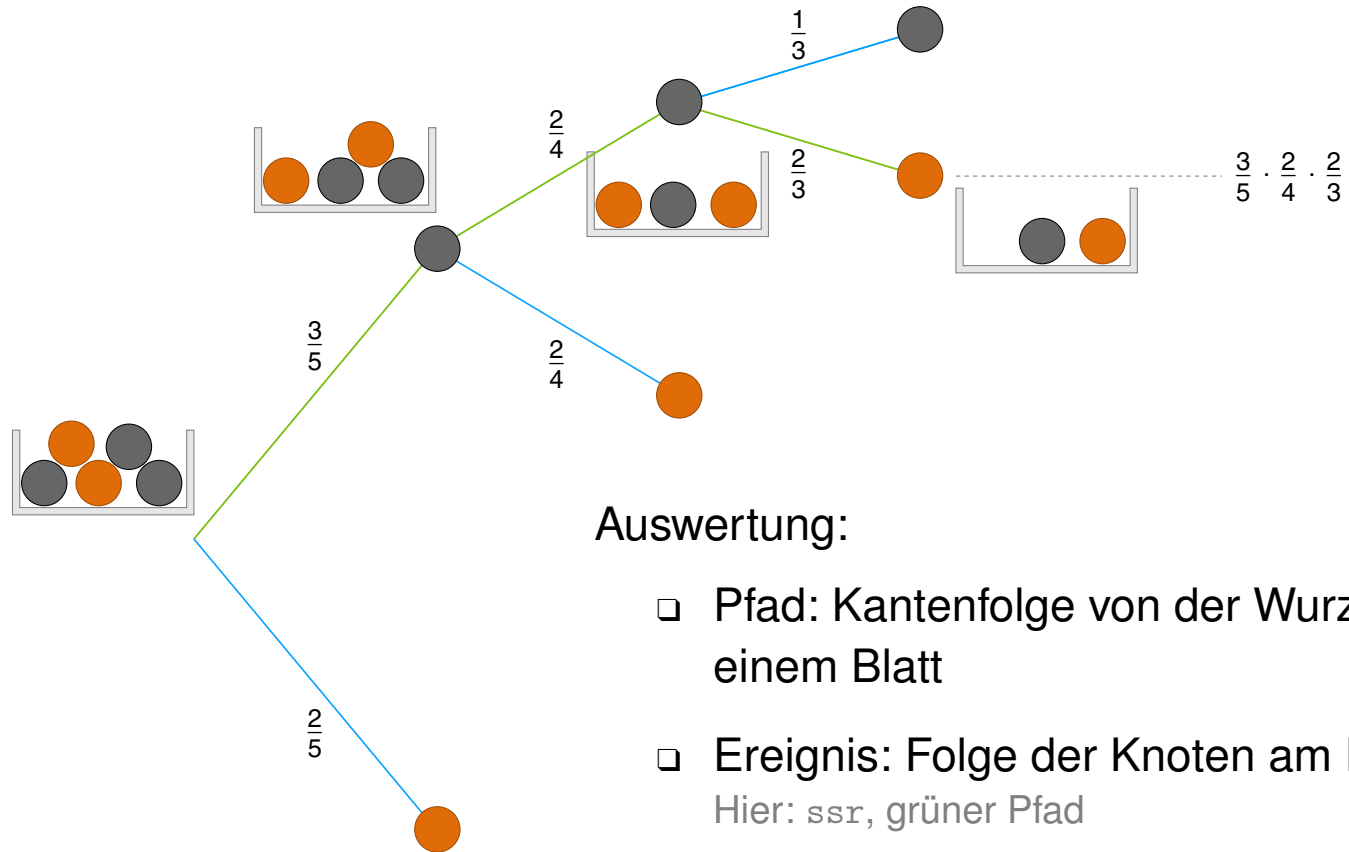 1/3
2/4
2/3
3/5 · 2/4 · 2/3
3/5
2/4
Auswertung:
❑ Pfad: Kantenfolge von der
einem Blatt
2/5
❑ Ereignis: Folge der Knoten am
Hier: ssr, grüner Pfad